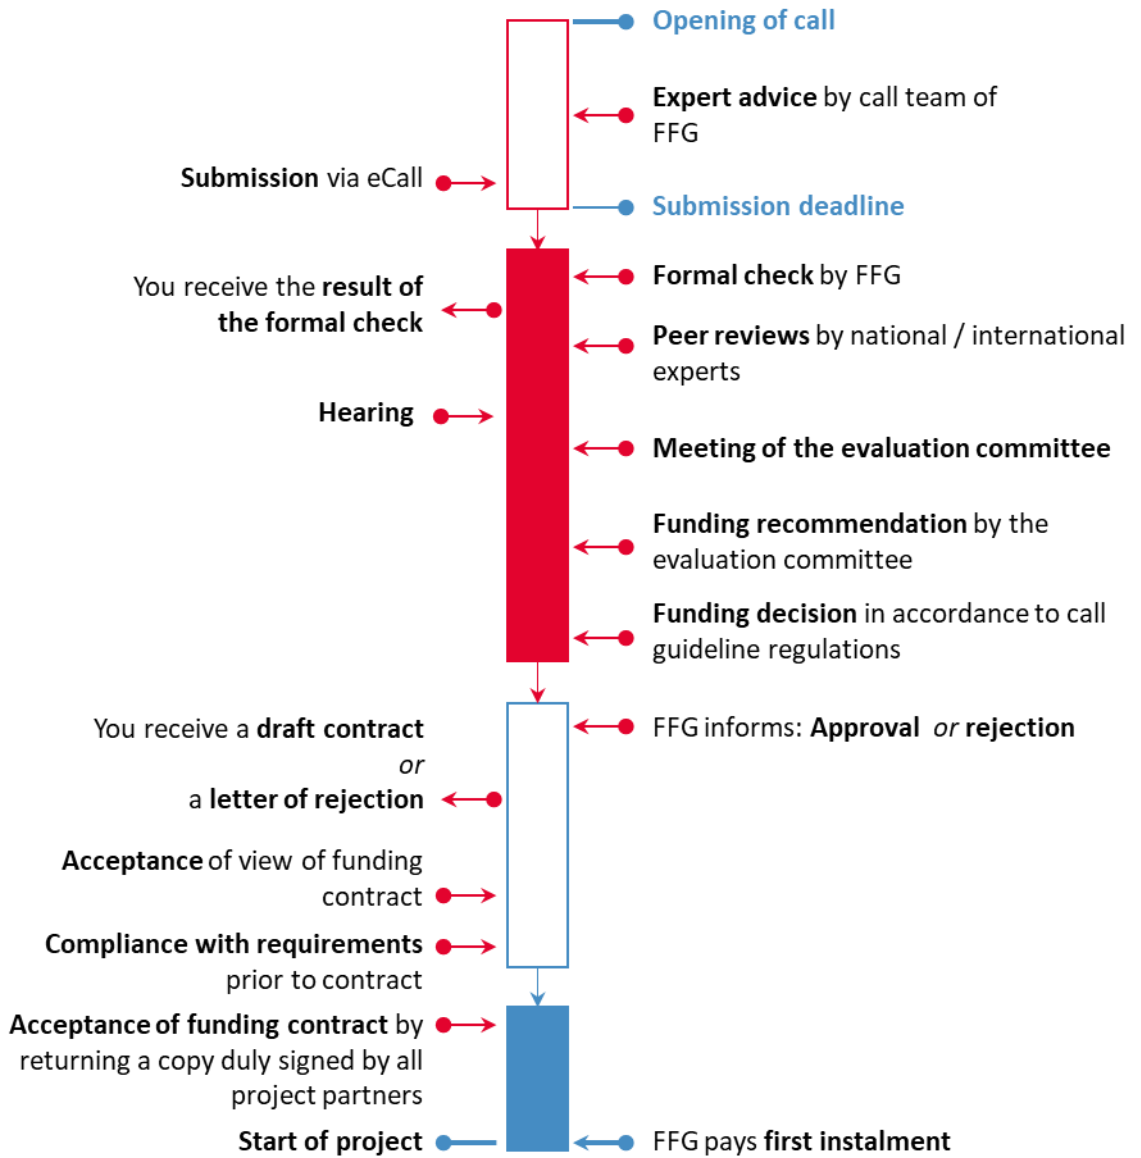 Opening of call
Expert advice by call team of
FFG
Submission via eCall
Submission deadline
Formal check by FFG
You receive the result of
the formal check
Peer reviews by national / international
experts
Hearing
Meeting of the evaluation committee
Funding recommendation by the
evaluation committee
Funding decision in accordance to call
guideline regulations
FFG informs: Approval or rejection
You receive a draft contract
or
a letter of rejection
Acceptance of view of funding
contract
Compliance with requirements
prior to contract
Acceptance of funding contract by
returning a copy duly signed by all
project partners
Start of project
FFG pays first instalment